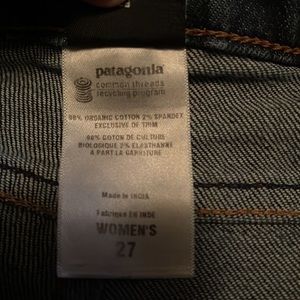 patagonia
common threads
recycling program
98% ORGANIC COTTON 2% SPANDEX
EXCLUSIVE OF TRIM
98% COTON DE CULTURE
BIOLOGIQUE 2% ELASTHANNE
A PART LA GARNITURE
Made in INDIA
Fabriqué EN INDE
WOMEN'S
27